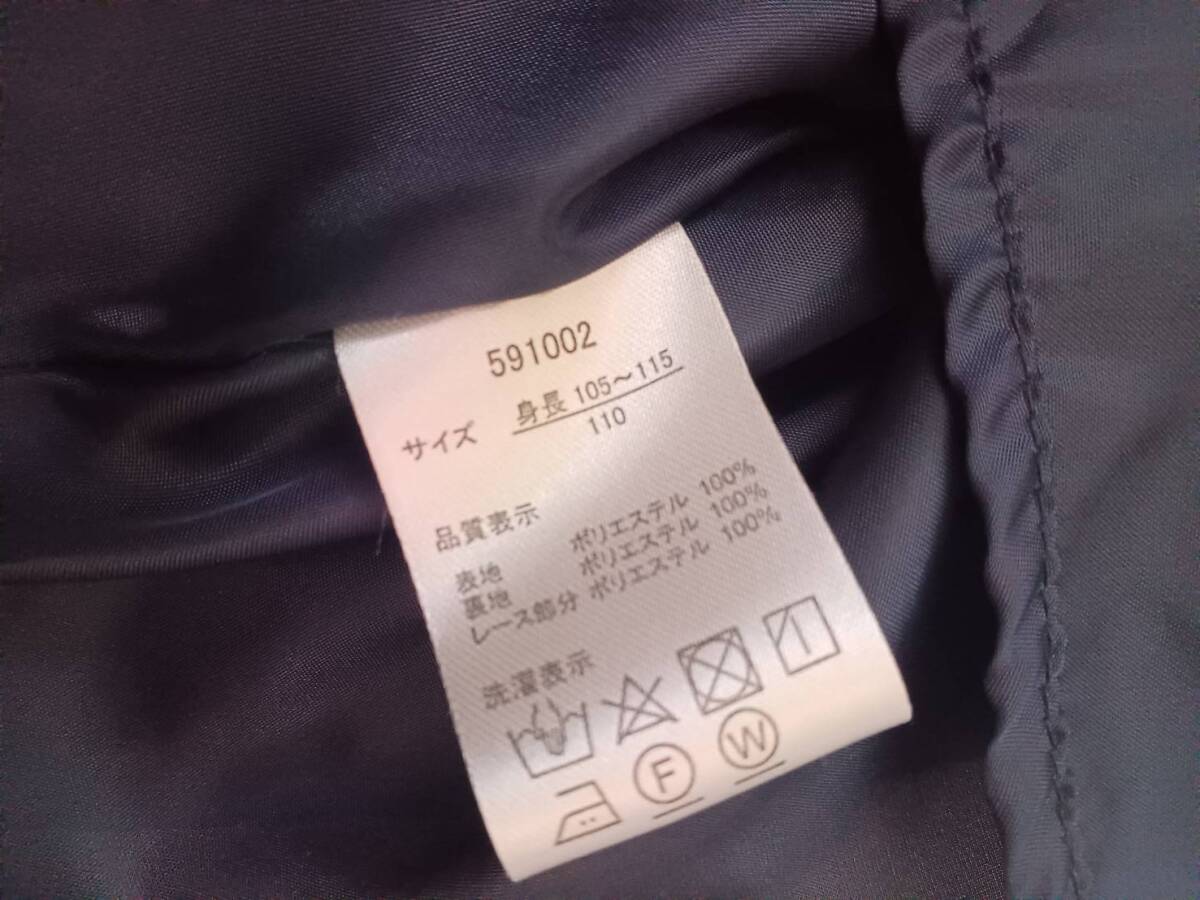 591002
サイズ 身長 105～115
110
品質表示
表地 ポリエステル 100%
裏地 ポリエステル 100%
レース部分 ポリエステル 100%
洗濯表示
F W